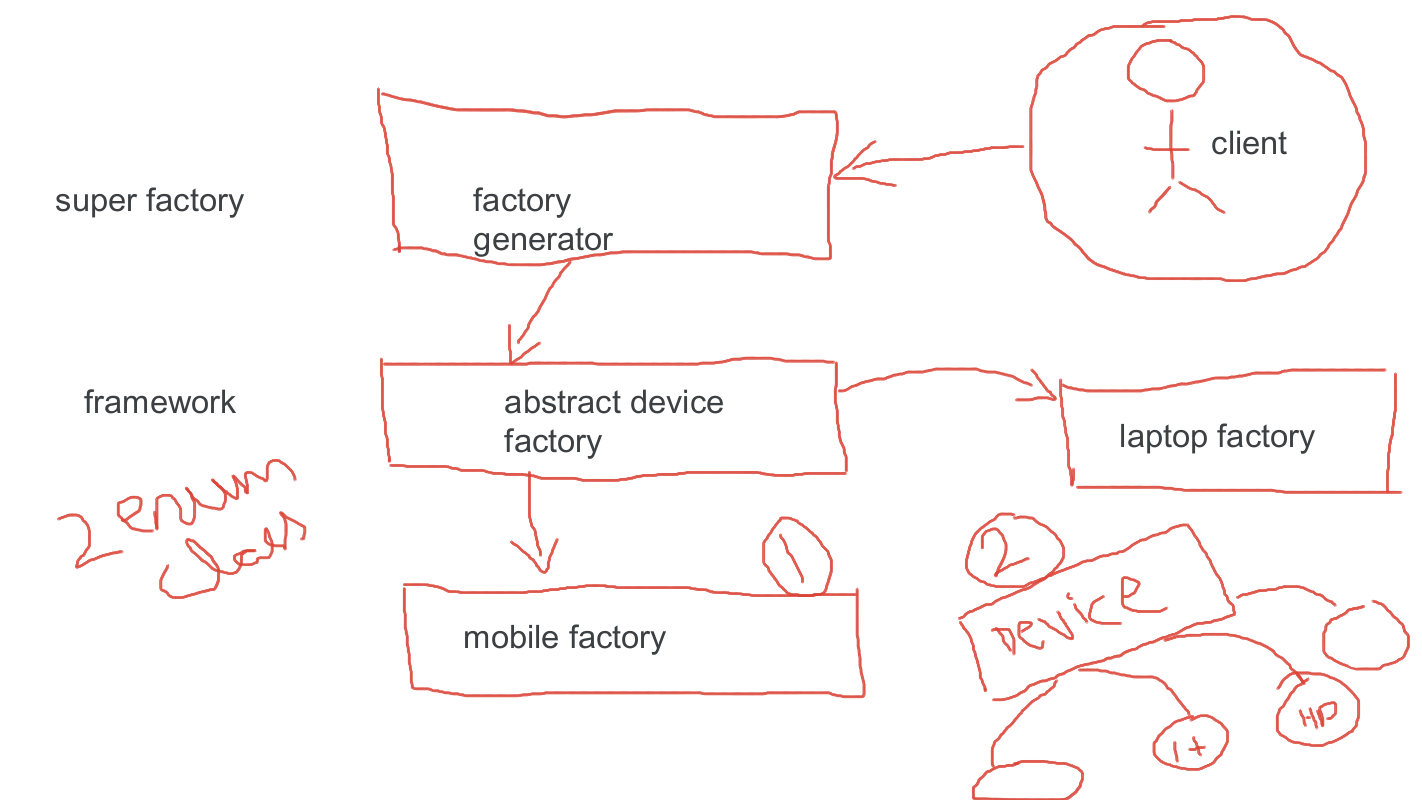 client
super factory
factory
generator
framework
abstract device
factory
laptop factory
2 enum
class
1
2
DEVICE
mobile factory
HP
1+